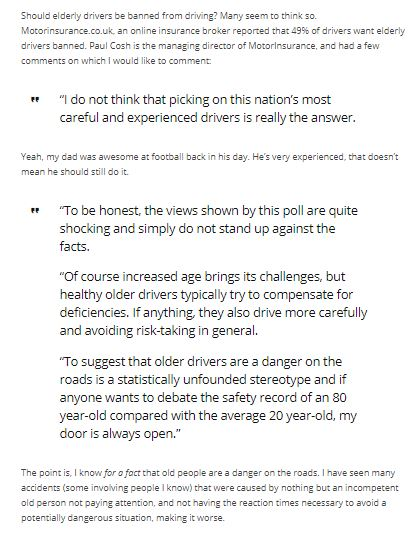 Should elderly drivers be banned from driving? Many seem to think so.
Motorinsurance.co.uk, an online insurance broker reported that 49% of drivers want elderly
drivers banned. Paul Cosh is the managing director of MotorInsurance, and had a few
comments on which I would like to comment:
"I do not think that picking on this nation's most
careful and experienced drivers is really the answer.
Yeah, my dad was awesome at football back in his day. He's very experienced, that doesn't
mean he should still do it.
"To be honest, the views shown by this poll are quite
shocking and simply do not stand up against the
facts.
"Of course increased age brings its challenges, but
healthy older drivers typically try to compensate for
deficiencies. If anything, they also drive more carefully
and avoiding risk-taking in general.
"To suggest that older drivers are a danger on the
roads is a statistically unfounded stereotype and if
anyone wants to debate the safety record of an 80
year-old compared with the average 20 year-old, my
door is always open."
The point is, I know for a fact that old people are a danger on the roads. I have seen many
accidents (some involving people I know) that were caused by nothing but an incompetent
old person not paying attention, and not having the reaction times necessary to avoid a
potentially dangerous situation, making it worse.